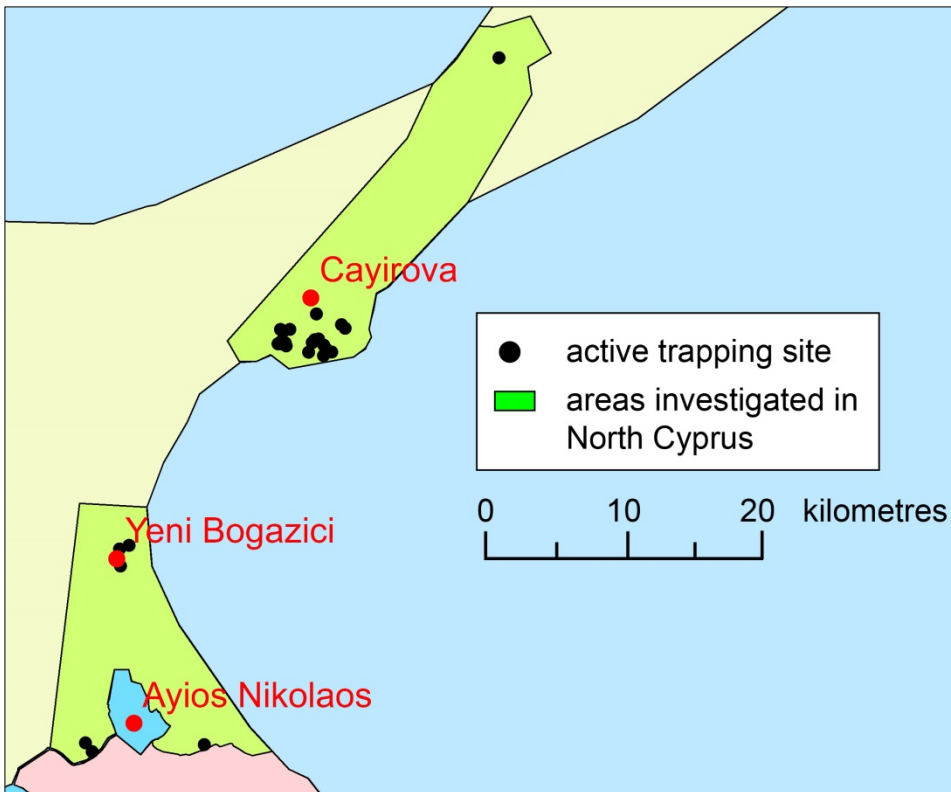 Cayirova
active trapping site
areas investigated in
North Cyprus
0 10 20 kilometres
Yeni Bogazici
Ayios Nikolaos